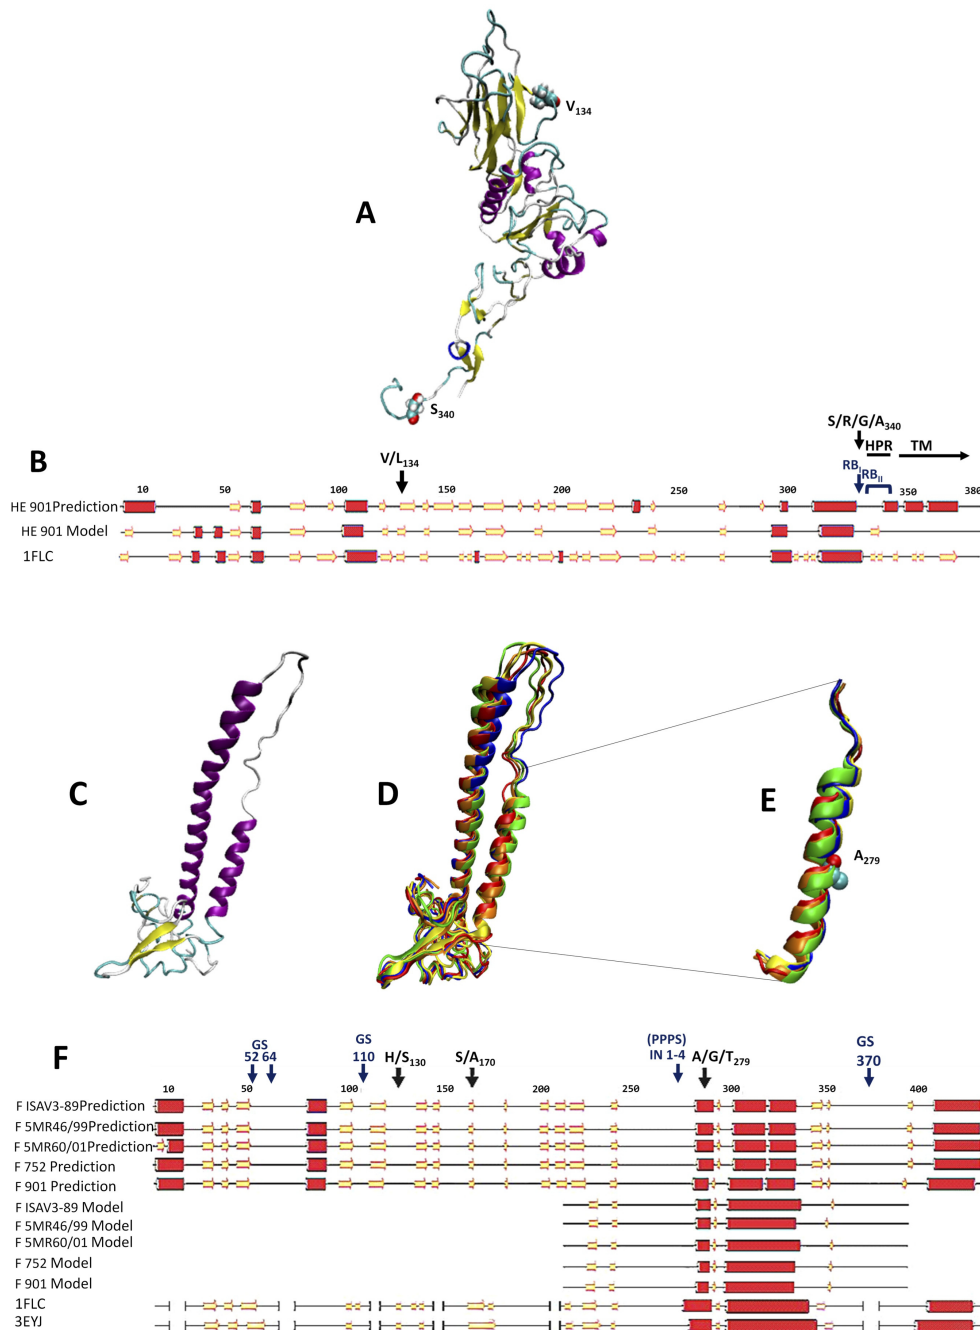 V134
A
S340
S/R/G/A340
HPR TM
B
V/L134
RBI
RBII
10 50 100 150 200 250 300 350 380
HE 901Prediction
HE 901 Model
1FLC
C
D
E
A279
F
GS
52 64
GS
110
H/S130
S/A170
(PPPS)
IN 1-4
A/G/T279
GS
370
10 50 100 150 200 250 300 350 400
F ISAV3-89Prediction
F 5MR46/99Prediction
F 5MR60/01Prediction
F 752 Prediction
F 901 Prediction
F ISAV3-89 Model
F 5MR46/99 Model
F 5MR60/01 Model
F 752 Model
F 901 Model
1FLC
3EYJ